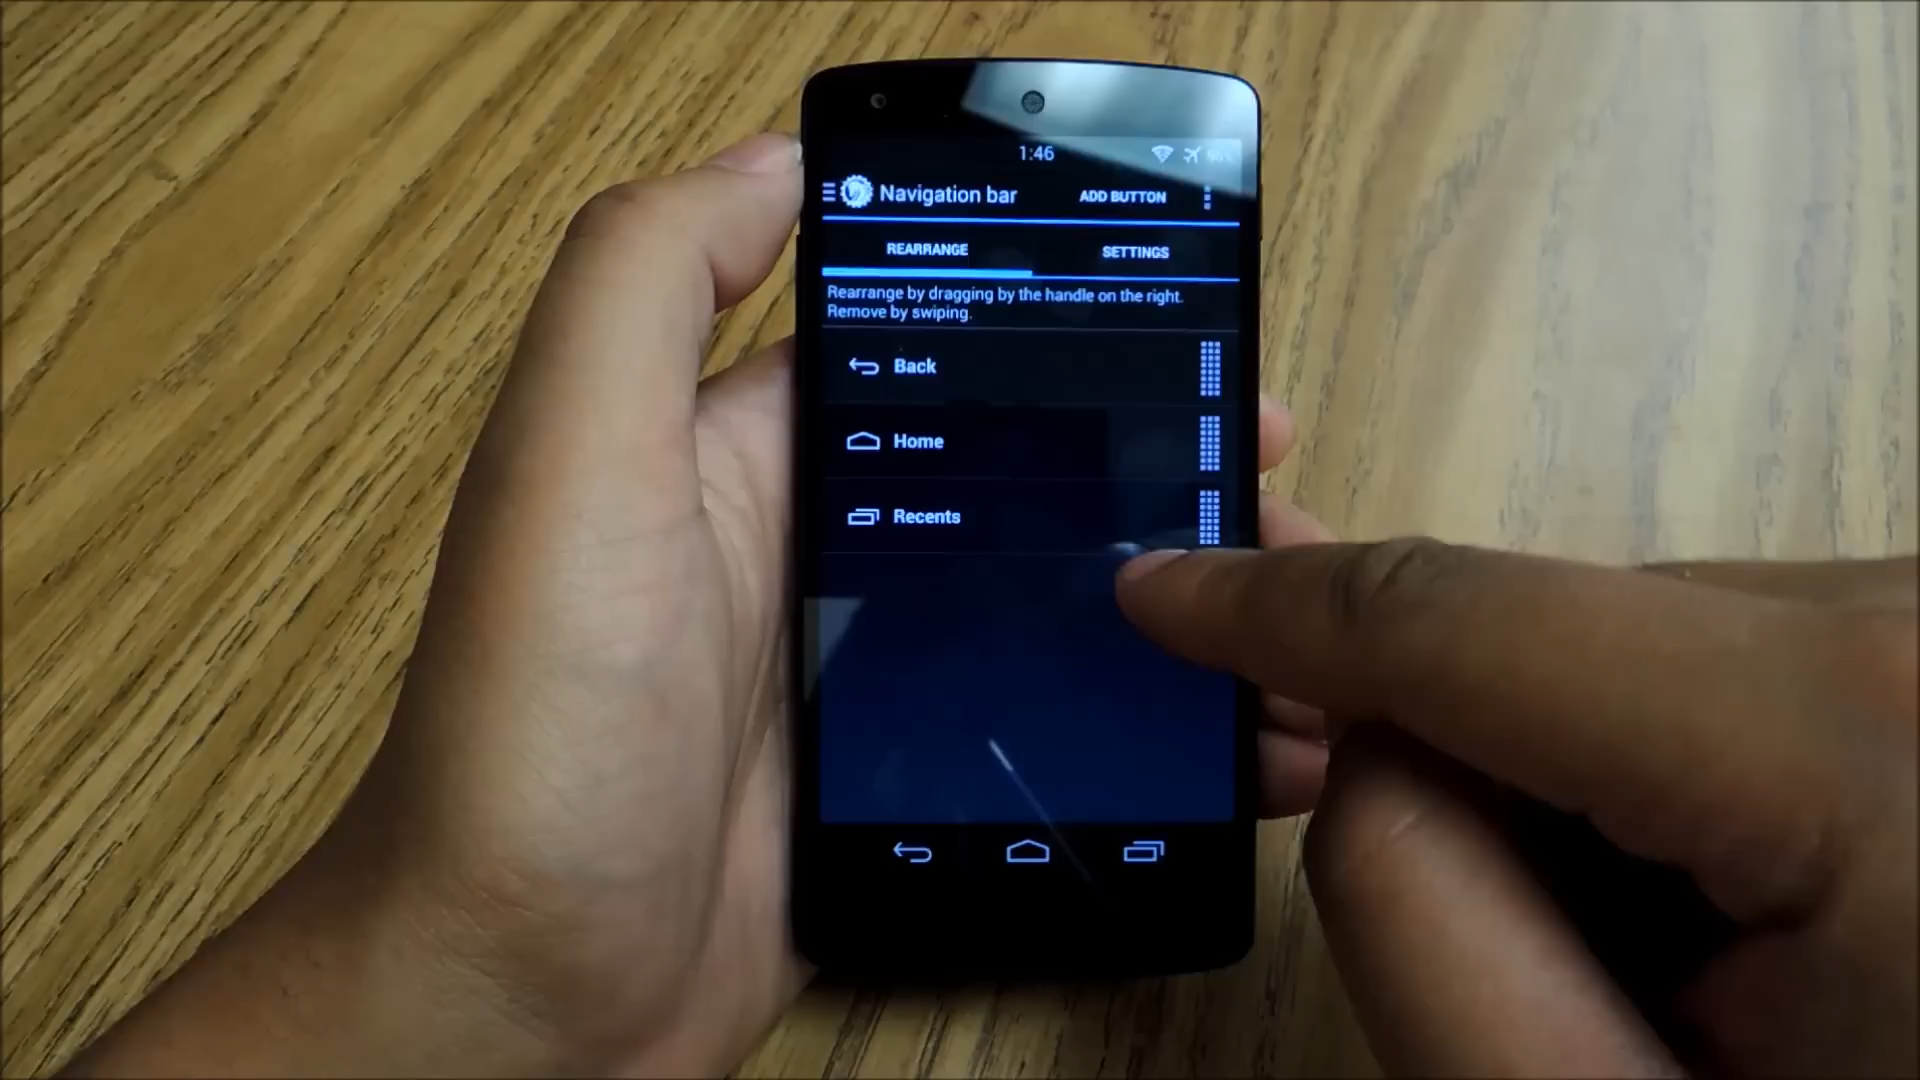 1:46
Navigation bar
ADD BUTTON
REARRANGE
SETTINGS
Rearrange by dragging by the handle on the right.
Remove by swiping.
Back
Home
Recents